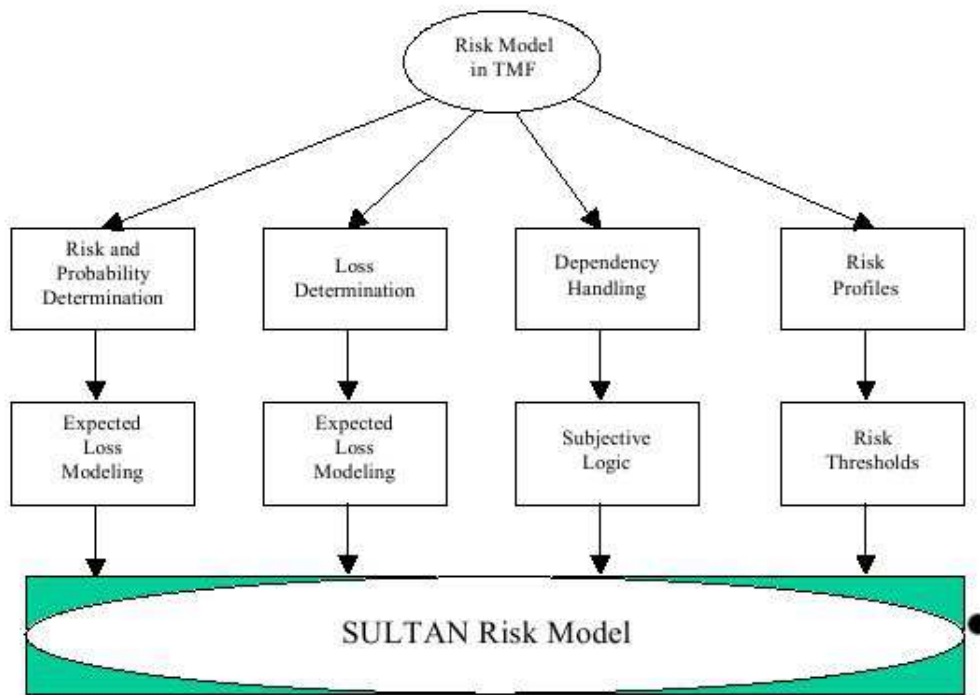 Risk Model
in TMF
Risk and
Probability
Determination
Loss
Determination
Dependency
Handling
Risk
Profiles
Expected
Loss
Modeling
Expected
Loss
Modeling
Subjective
Logic
Risk
Thresholds
SULTAN Risk Model